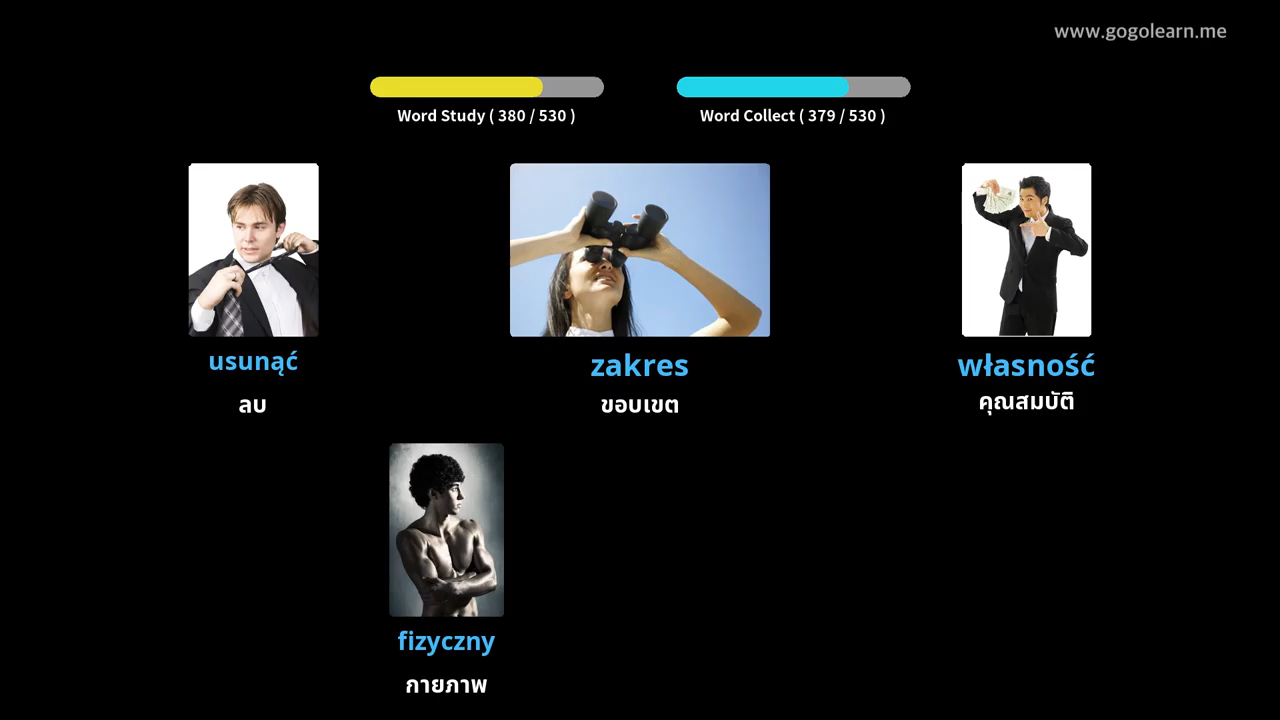 www.gogolearn.me
Word Study ( 380 / 530 )
Word Collect ( 379 / 530 )
usunąć
ลบ
zakres
ขอบเขต
własność
คุณสมบัติ
fizyczny
กายภาพ